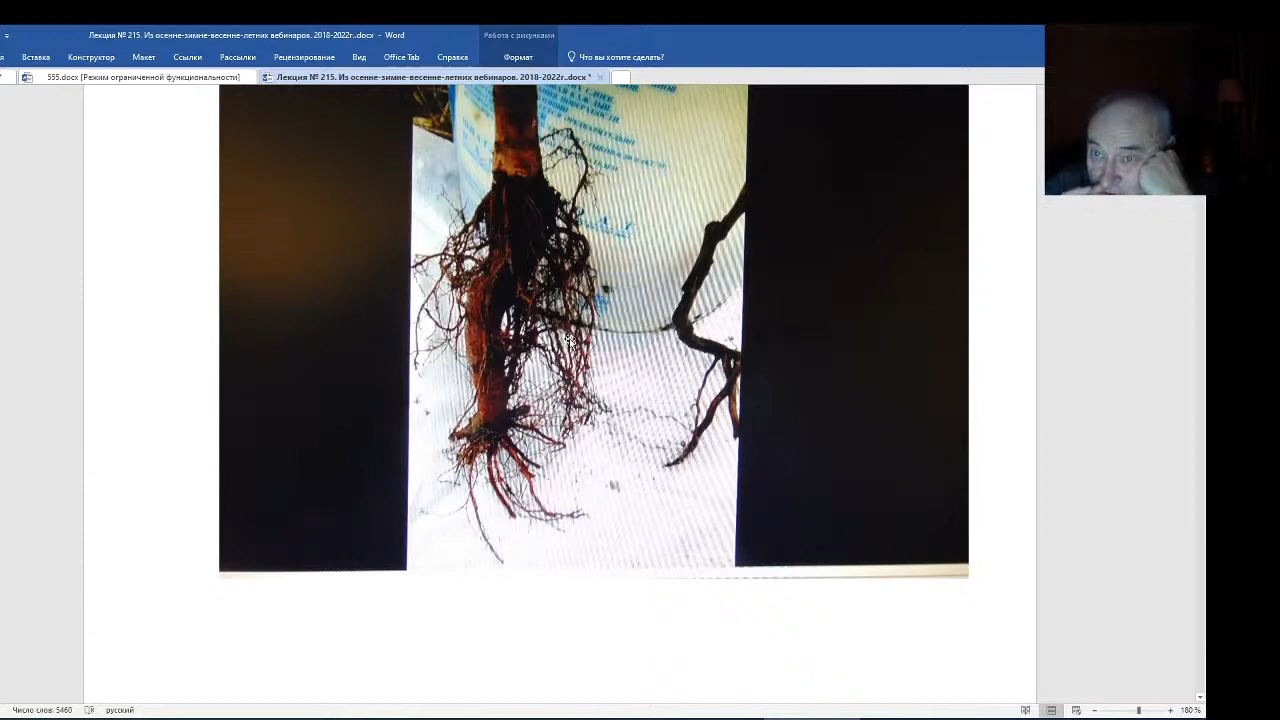 Лекция № 215. Из осенне-зимне-весенне-летних вебинаров. 2018-2022г..docx - Word
Работа с рисунками
Вставка Конструктор Макет Ссылки Рассылки Рецензирование Вид Office Tab Справка Формат Что вы хотите сделать?
555.docx [Режим ограниченной функциональности] Лекция № 215. Из осенне-зимне-весенне-летних вебинаров. 2018-2022г..docx *
Число слов: 5460 русский 180 %